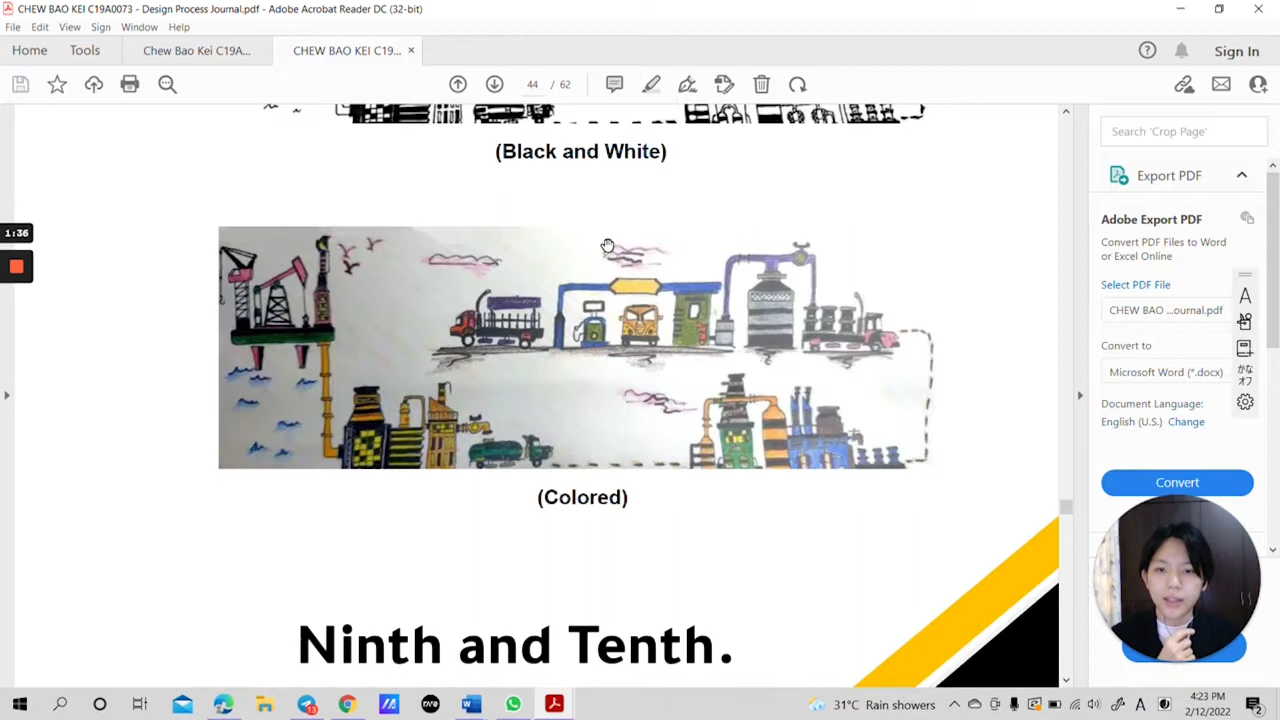 CHEW BAO KEI C19A0073 - Design Process Journal.pdf - Adobe Acrobat Reader DC (32-bit)
File Edit View Sign Window Help
Home Tools Chew Bao Kei C19A... CHEW BAO KEI C19... × Sign In
44 / 62
(Black and White)
Search 'Crop Page'
Export PDF
1:36
Adobe Export PDF
Convert PDF Files to Word
or Excel Online
Select PDF File
CHEW BAO ...ournal.pdf
Convert to
Microsoft Word (*.docx)
Document Language:
English (U.S.) Change
Convert
(Colored)
Ninth and Tenth.
31°C Rain showers
4:23 PM
2/12/2022